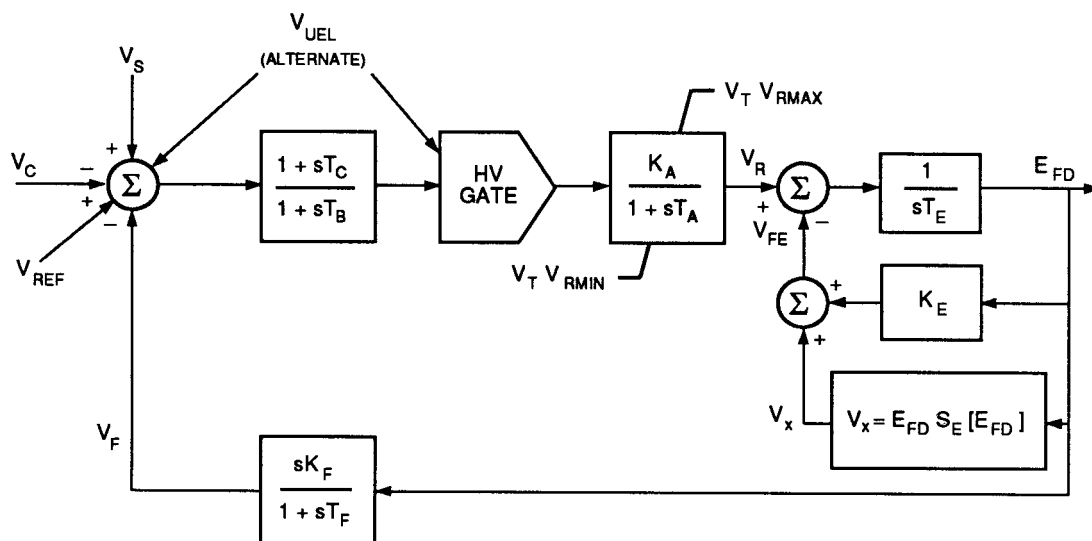 V_UEL
(ALTERNATE)
V_S
V_T V_RMAX
V_C
+
−
+
−
Σ
1 + sT_C
1 + sT_B
HV
GATE
K_A
1 + sT_A
V_R
+
Σ
−
1
sT_E
E_FD
V_REF
V_T V_RMIN
V_FE
Σ
+
+
K_E
V_x
V_x = E_FD S_E [E_FD]
V_F
sK_F
1 + sT_F